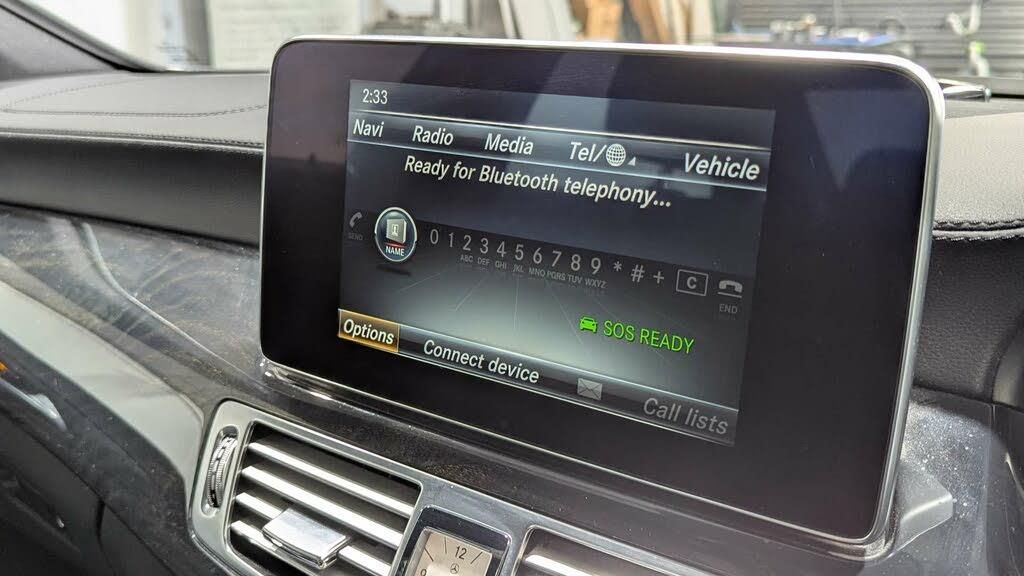 2:33
Navi Radio Media Tel/ Vehicle
Ready for Bluetooth telephony...
SEND NAME 0 1 2 3 4 5 6 7 8 9 * # + C END
ABC DEF GHI JKL MNO PQRS TUV WXYZ
SOS READY
Options Connect device Call lists
12